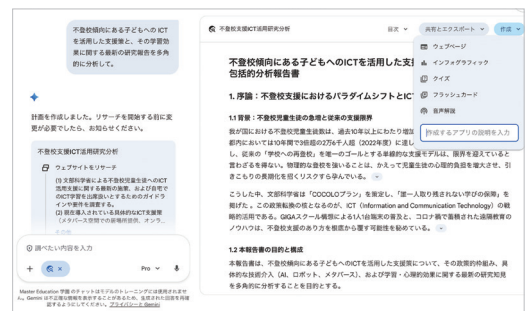 不登校傾向にある子どもへの ICT
を活用した支援策と、その学習効
果に関する最新の研究報告を多角
的に分析して。
計画を作成しました。リサーチを開始する前に変
更が必要でしたら、お知らせください。
不登校支援ICT活用研究分析
ウェブサイトをリサーチ
(1) 文部科学省による不登校児童生徒へのICT
活用支援に関する最新の施策、および自宅で
のICT学習を出席扱いとするためのガイドラ
インや要件を調査する。
(2) 現在導入されている具体的なICT支援策
(メタバース空間での居場所提供、オンラ...
調べたい内容を入力
Pro
Master Education 学園 のチャットはモデルのトレーニングには使用されませ
ん。Gemini は不正確な情報を表示することがあるため、生成された回答を再確
認するようにしてください。プライバシーと Gemini
不登校支援ICT活用研究分析
目次
共有とエクスポート
作成
ウェブページ
インフォグラフィック
クイズ
フラッシュカード
音声解説
作成するアプリの説明を入力
不登校傾向にある子どもへのICTを活用した支
包括的分析報告書
1. 序論：不登校支援におけるパラダイムシフトとIC
1.1 背景：不登校児童生徒の急増と従来の支援限界
我が国における不登校児童生徒数は、過去10年以上にわたり増加
都内においては10年間で3倍超の2万6千人超（2022年度）に達し
し、従来の「学校への再登校」を唯一のゴールとする単線的な支援モデルは、限界を迎えていると
言わざるを得ない。物理的な登校を強いることは、かえって児童生徒の心理的負担を増大させ、引
きこもりの長期化を招くリスクすら孕んでいる。
こうした中、文部科学省は「COCOLOプラン」を策定し、「誰一人取り残されない学びの保障」を
掲げた。この政策転換の核となるのが、ICT（Information and Communication Technology）の戦
略的活用である。GIGAスクール構想による1人1台端末の普及と、コロナ禍で蓄積された遠隔教育の
ノウハウは、不登校支援のあり方を根底から覆す可能性を秘めている。
1.2 本報告書の目的と構成
本報告書は、不登校傾向にある子どもへのICTを活用した支援策について、その政策的枠組み、具
体的な技術介入（AI、ロボット、メタバース）、および学習・心理的効果に関する最新の研究知見
を多角的に分析することを目的とする。